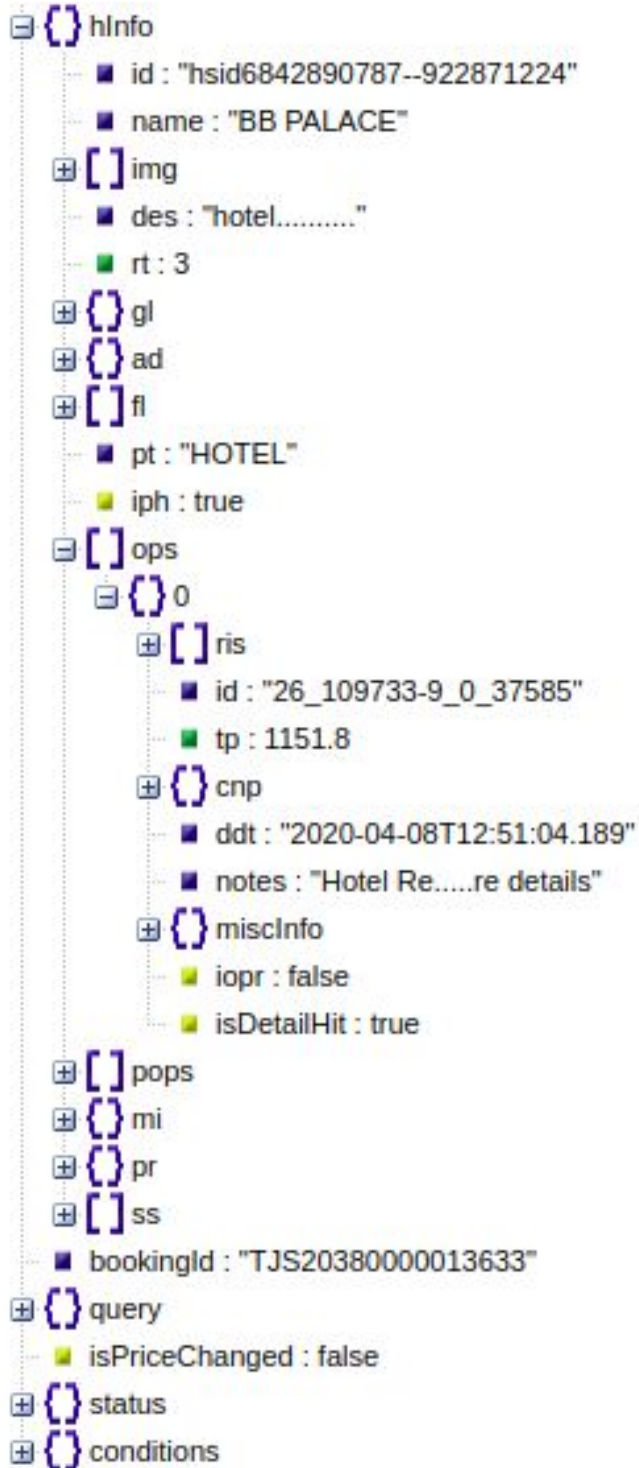 hInfo
id : "hsid6842890787--922871224"
name : "BB PALACE"
img
des : "hotel.........."
rt : 3
gl
ad
fl
pt : "HOTEL"
iph : true
ops
0
ris
id : "26_109733-9_0_37585"
tp : 1151.8
cnp
ddt : "2020-04-08T12:51:04.189"
notes : "Hotel Re.....re details"
miscInfo
iopr : false
isDetailHit : true
pops
mi
pr
ss
bookingId : "TJS20380000013633"
query
isPriceChanged : false
status
conditions